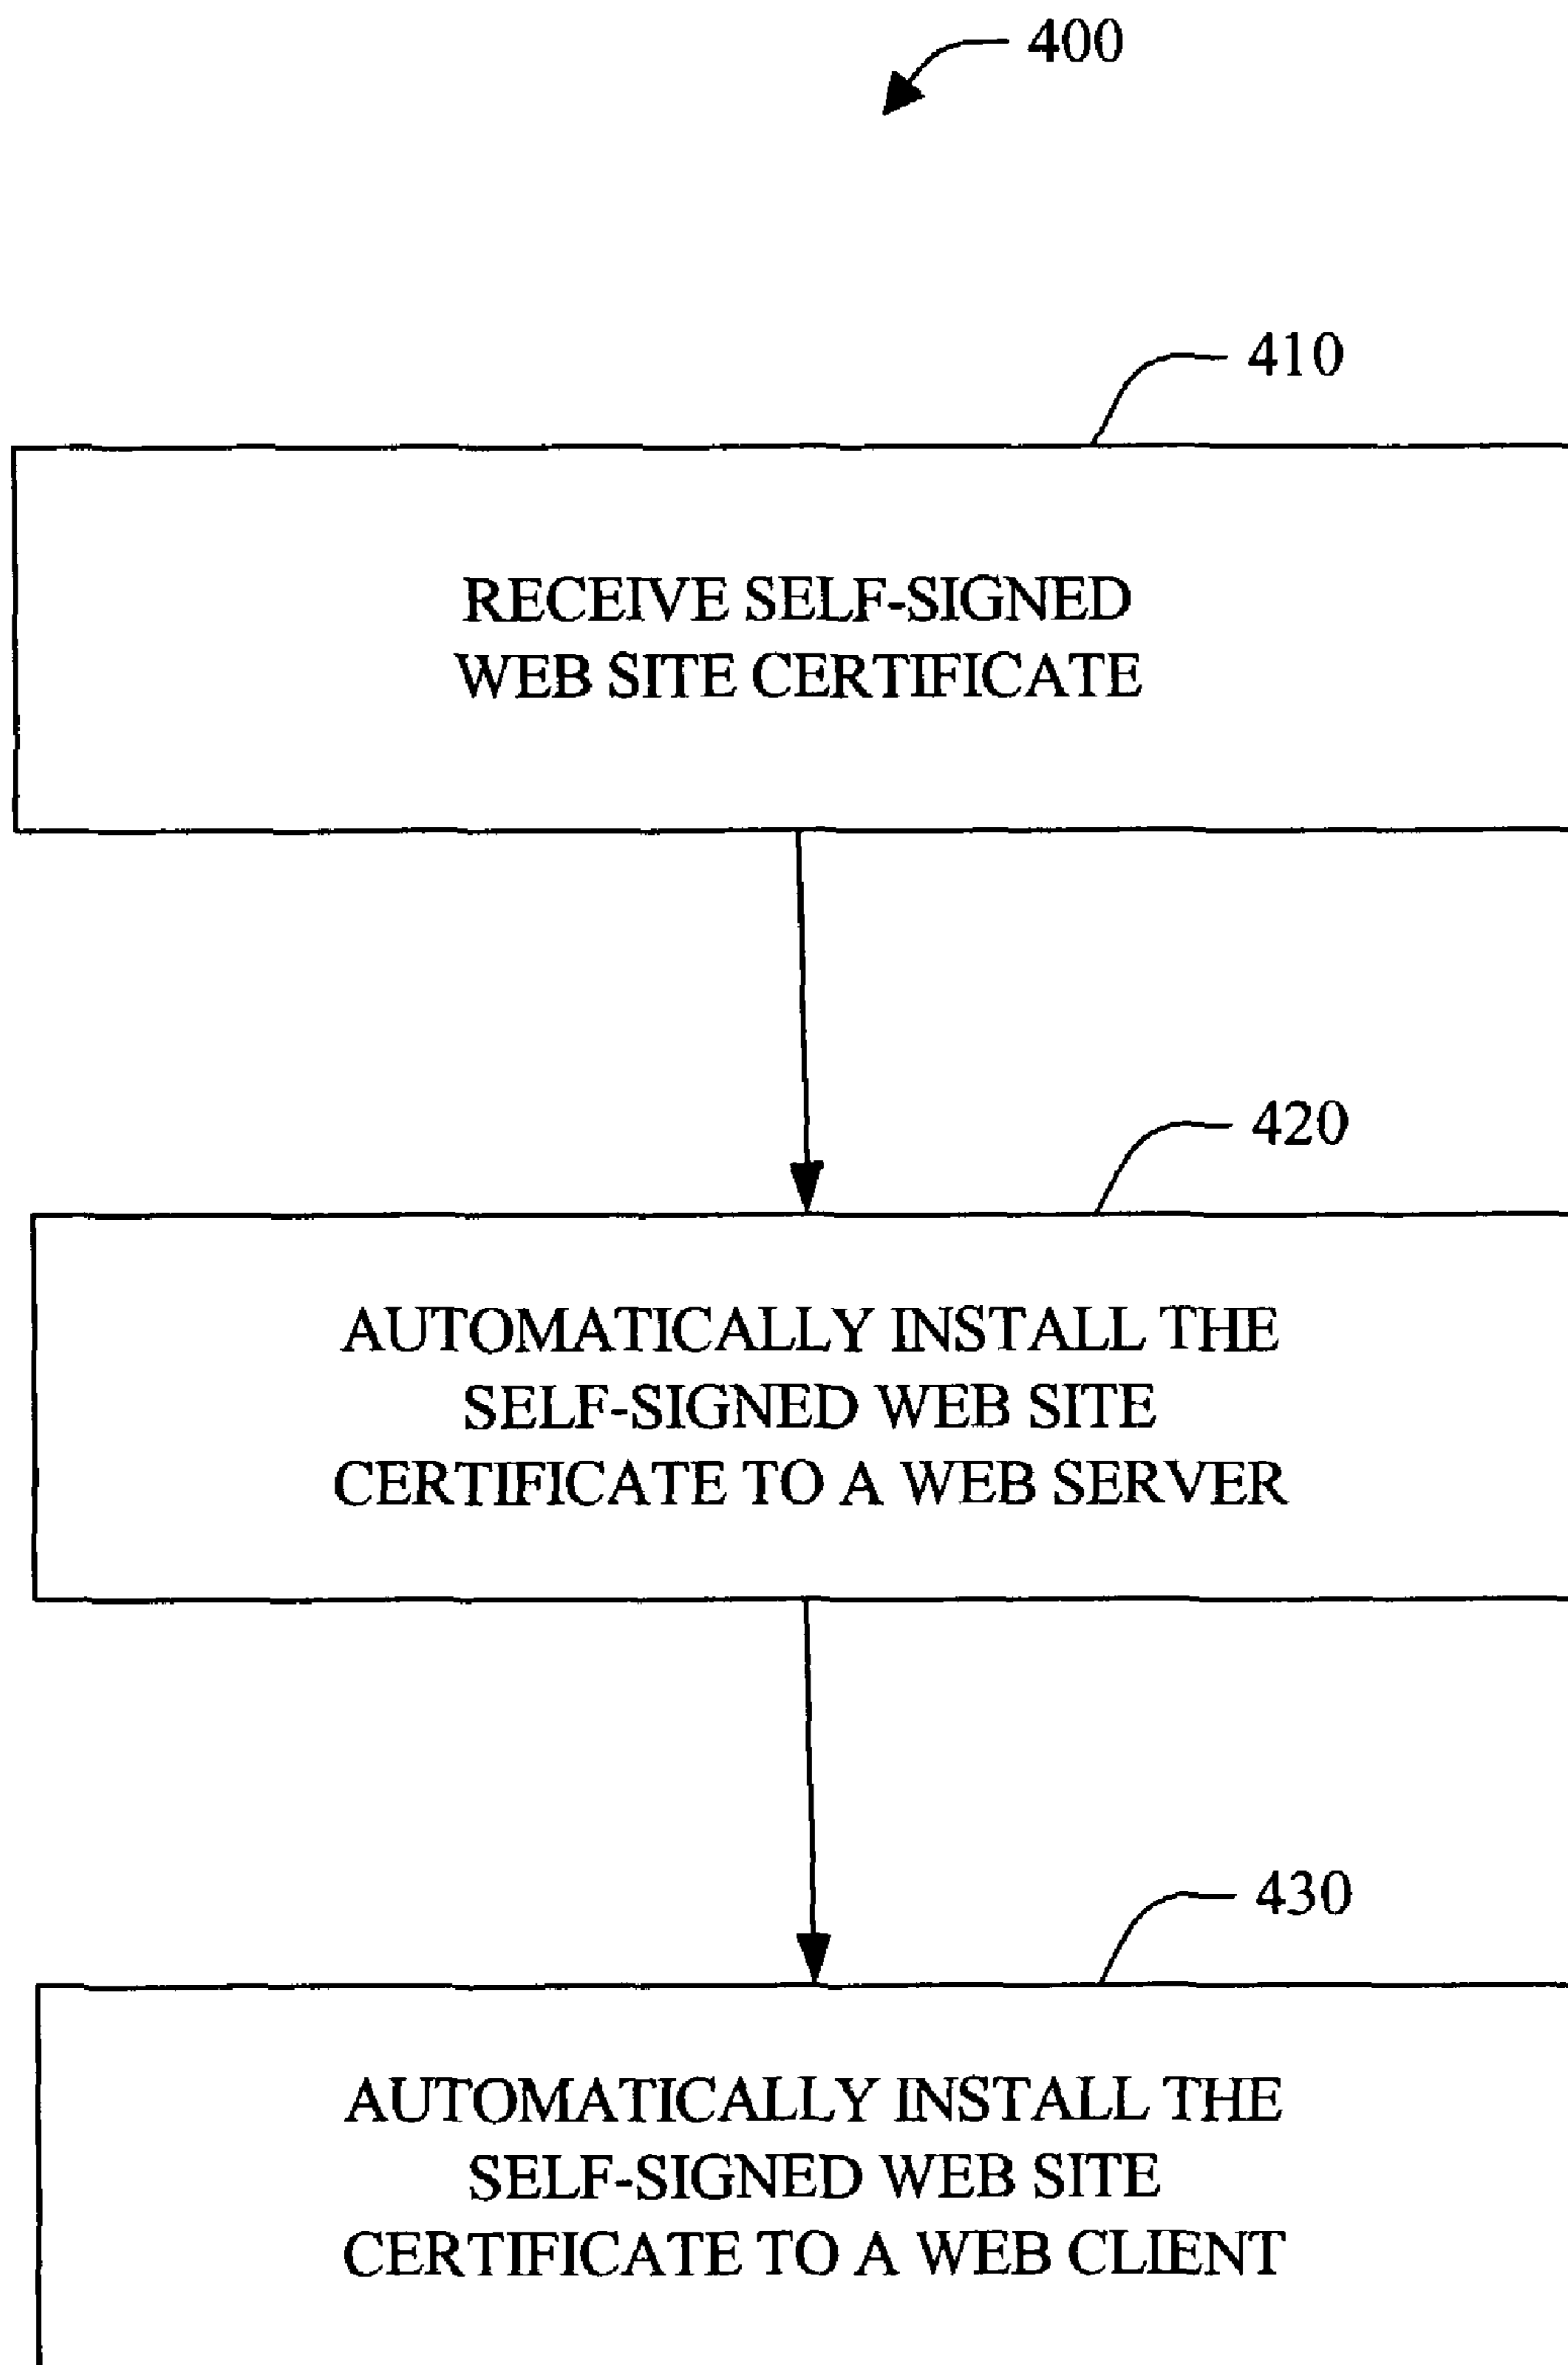 400
410
RECEIVE SELF-SIGNED
WEB SITE CERTIFICATE
420
AUTOMATICALLY INSTALL THE
SELF-SIGNED WEB SITE
CERTIFICATE TO A WEB SERVER
430
AUTOMATICALLY INSTALL THE
SELF-SIGNED WEB SITE
CERTIFICATE TO A WEB CLIENT